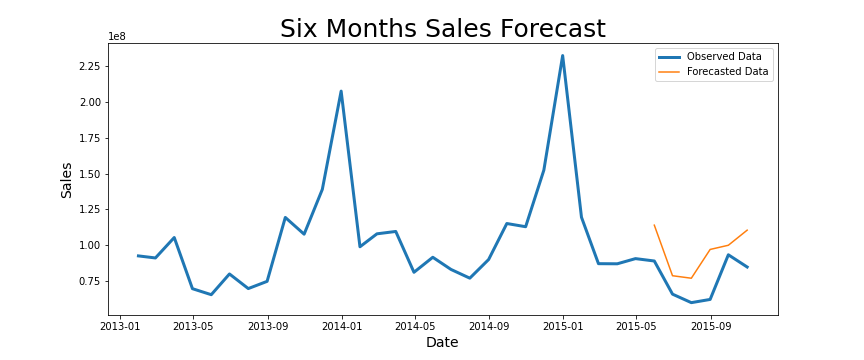 Six Months Sales Forecast
1e8
Observed Data
Forecasted Data
2.25
2.00
1.75
1.50
1.25
1.00
0.75
Sales
2013-01 2013-05 2013-09 2014-01 2014-05 2014-09 2015-01 2015-05 2015-09
Date